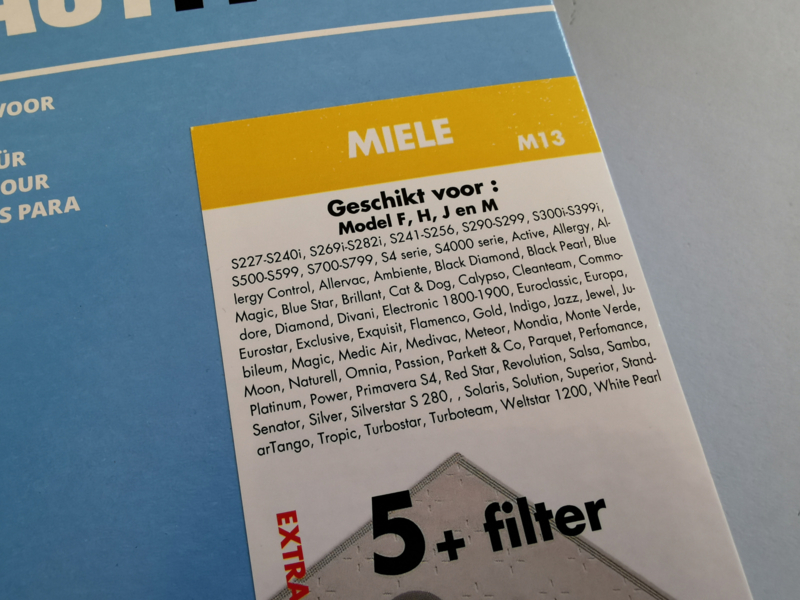 VOOR
ÜR
OUR
S PARA
MIELE
M13
Geschikt voor :
Model F, H, J en M
S227-S240i, S269i-S282i, S241-S256, S290-S299, S300i-S399i,
S500-S599, S700-S799, S4 serie, S4000 serie, Active, Allergy, Al-
lergy Control, Allervac, Ambiente, Black Diamond, Black Pearl, Blue
Magic, Blue Star, Brillant, Cat & Dog, Calypso, Cleanteam, Commo-
dore, Diamond, Divani, Electronic 1800-1900, Euroclassic, Europa,
Eurostar, Exclusive, Exquisit, Flamenco, Gold, Indigo, Jazz, Jewel, Ju-
bileum, Magic, Medic Air, Medivac, Meteor, Mondia, Monte Verde,
Moon, Naturell, Omnia, Passion, Parkett & Co, Parquet, Perfomance,
Platinum, Power, Primavera S4, Red Star, Revolution, Salsa, Samba,
Senator, Silver, Silverstar S 280, , Solaris, Solution, Superior, Stand-
arTango, Tropic, Turbostar, Turboteam, Weltstar 1200, White Pearl
EXTRA
5 + filter